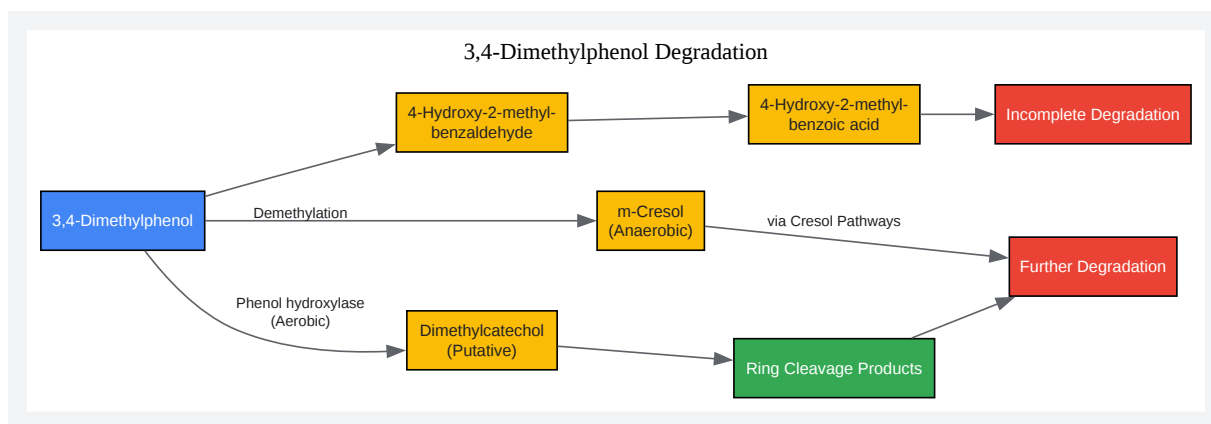 3,4-Dimethylphenol Degradation
4-Hydroxy-2-methyl-
benzaldehyde
4-Hydroxy-2-methyl-
benzoic acid
Incomplete Degradation
3,4-Dimethylphenol
Demethylation
m-Cresol
(Anaerobic)
via Cresol Pathways
Further Degradation
Phenol hydroxylase
(Aerobic)
Dimethylcatechol
(Putative)
Ring Cleavage Products